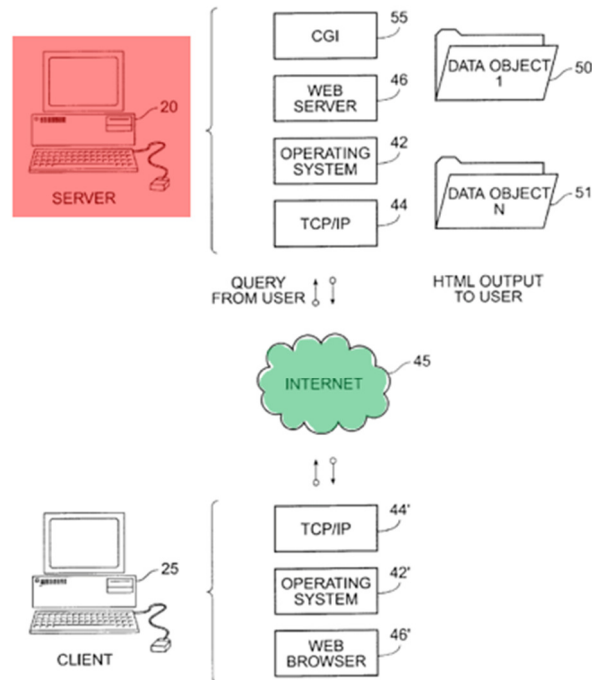 55
CGI
DATA OBJECT
1
50
20
46
WEB
SERVER
42
OPERATING
SYSTEM
SERVER
DATA OBJECT
N
51
44
TCP/IP
QUERY
FROM USER
HTML OUTPUT
TO USER
45
INTERNET
44'
TCP/IP
25
42'
OPERATING
SYSTEM
46'
WEB
BROWSER
CLIENT